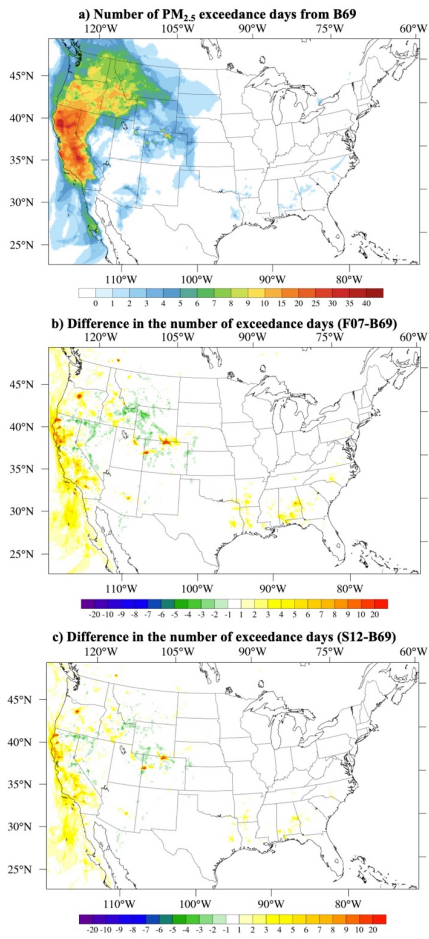 a) Number of PM2.5 exceedance days from B69
120°W 105°W 90°W 75°W 60°W
45°N
40°N
35°N
30°N
25°N
110°W 100°W 90°W 80°W
0 1 2 3 4 5 6 7 8 9 10 15 20 25 30 35 40
b) Difference in the number of exceedance days (F07-B69)
120°W 105°W 90°W 75°W 60°W
45°N
40°N
35°N
30°N
25°N
110°W 100°W 90°W 80°W
-20 -10 -9 -8 -7 -6 -5 -4 -3 -2 -1 1 2 3 4 5 6 7 8 9 10 20
c) Difference in the number of exceedance days (S12-B69)
120°W 105°W 90°W 75°W 60°W
45°N
40°N
35°N
30°N
25°N
110°W 100°W 90°W 80°W
-20 -10 -9 -8 -7 -6 -5 -4 -3 -2 -1 1 2 3 4 5 6 7 8 9 10 20